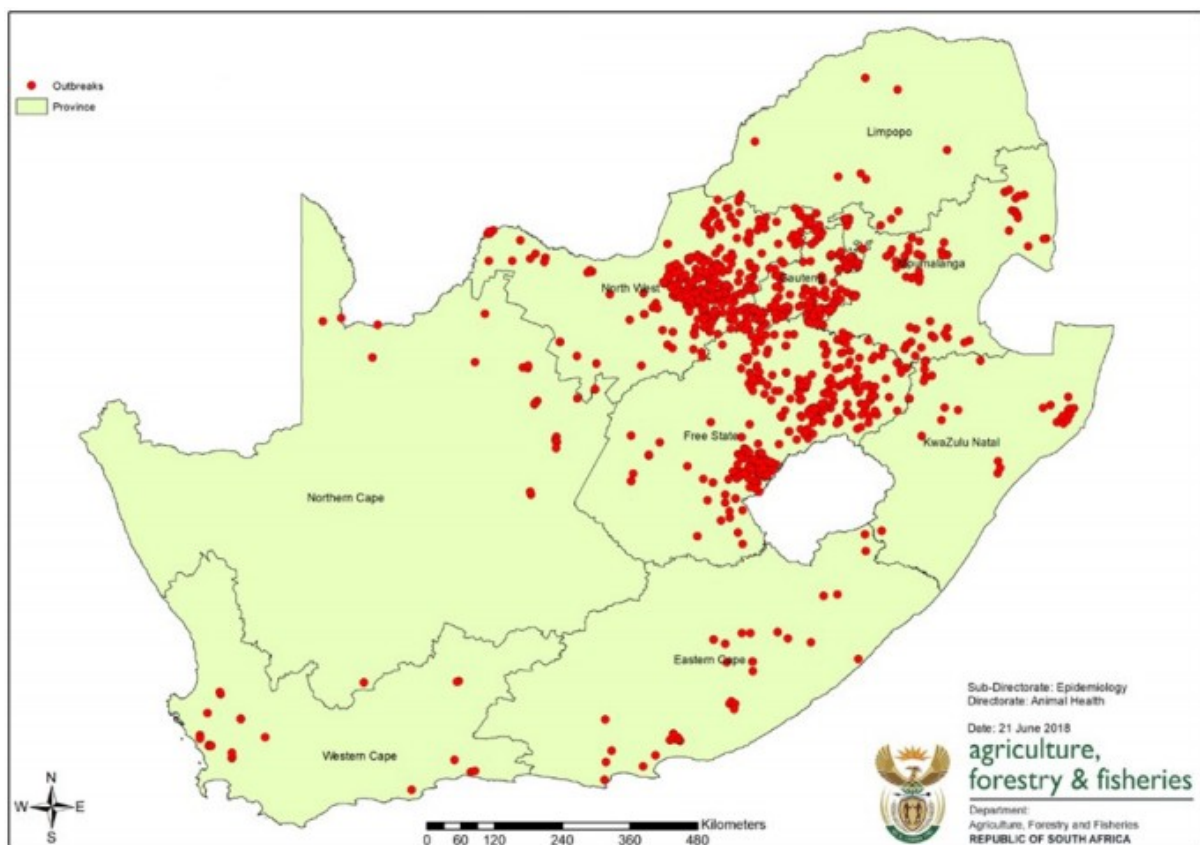 Outbreaks
Province
Limpopo
Mpumalanga
Gauteng
North West
Free State
KwaZulu Natal
Northern Cape
Eastern Cape
Western Cape
Sub-Directorate: Epidemiology
Directorate: Animal Health
Date: 21 June 2018
agriculture,
forestry & fisheries
Department:
Agriculture, Forestry and Fisheries
REPUBLIC OF SOUTH AFRICA
N
W E
S
Kilometers
0 60 120 240 360 480